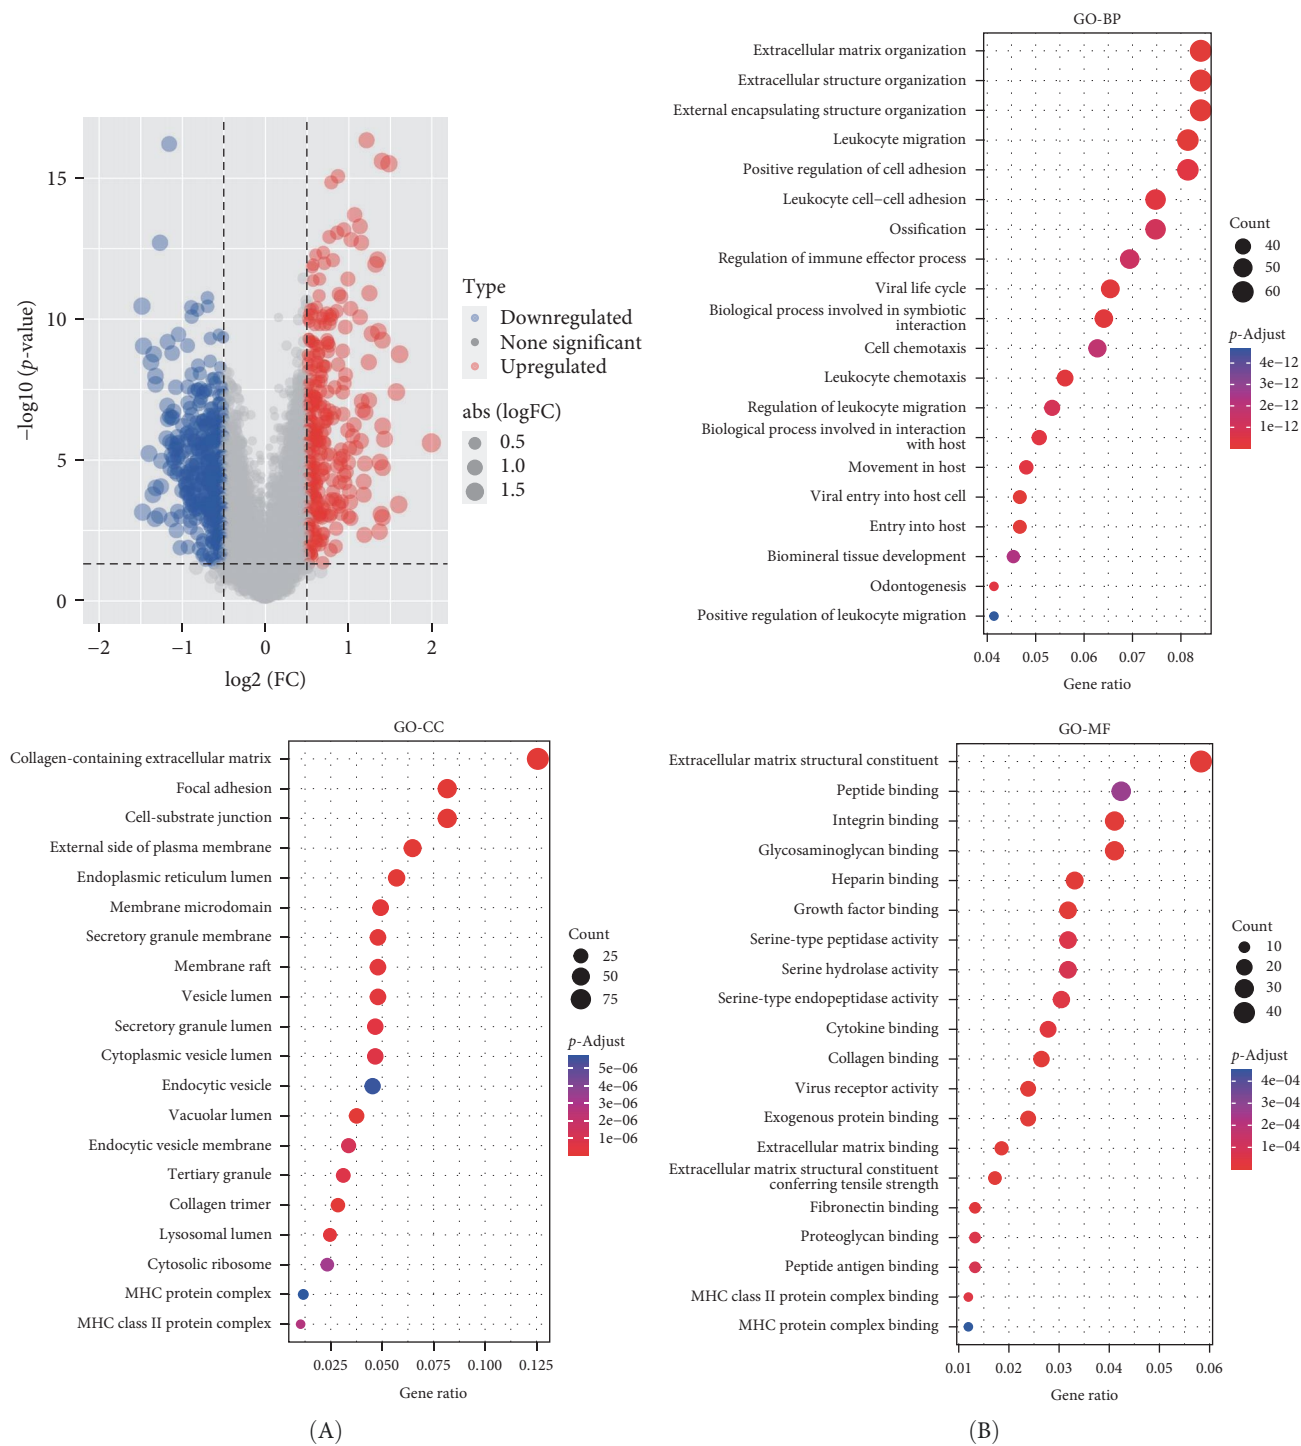 15
10
5
0
−log10 (p-value)
−2
−1
0
1
2
log2 (FC)
Type
Downregulated
None significant
Upregulated
abs (logFC)
0.5
1.0
1.5
GO-BP
Extracellular matrix organization
Extracellular structure organization
External encapsulating structure organization
Leukocyte migration
Positive regulation of cell adhesion
Leukocyte cell−cell adhesion
Ossification
Regulation of immune effector process
Viral life cycle
Biological process involved in symbiotic
interaction
Cell chemotaxis
Leukocyte chemotaxis
Regulation of leukocyte migration
Biological process involved in interaction
with host
Movement in host
Viral entry into host cell
Entry into host
Biomineral tissue development
Odontogenesis
Positive regulation of leukocyte migration
0.04
0.05
0.06
0.07
0.08
Gene ratio
Count
40
50
60
p-Adjust
4e−12
3e−12
2e−12
1e−12
GO-CC
Collagen-containing extracellular matrix
Focal adhesion
Cell-substrate junction
External side of plasma membrane
Endoplasmic reticulum lumen
Membrane microdomain
Secretory granule membrane
Membrane raft
Vesicle lumen
Secretory granule lumen
Cytoplasmic vesicle lumen
Endocytic vesicle
Vacuolar lumen
Endocytic vesicle membrane
Tertiary granule
Collagen trimer
Lysosomal lumen
Cytosolic ribosome
MHC protein complex
MHC class II protein complex
0.025
0.050
0.075
0.100
0.125
Gene ratio
Count
25
50
75
p-Adjust
5e−06
4e−06
3e−06
2e−06
1e−06
(A)
GO-MF
Extracellular matrix structural constituent
Peptide binding
Integrin binding
Glycosaminoglycan binding
Heparin binding
Growth factor binding
Serine-type peptidase activity
Serine hydrolase activity
Serine-type endopeptidase activity
Cytokine binding
Collagen binding
Virus receptor activity
Exogenous protein binding
Extracellular matrix binding
Extracellular matrix structural constituent
conferring tensile strength
Fibronectin binding
Proteoglycan binding
Peptide antigen binding
MHC class II protein complex binding
MHC protein complex binding
0.01
0.02
0.03
0.04
0.05
0.06
Gene ratio
Count
10
20
30
40
p-Adjust
4e−04
3e−04
2e−04
1e−04
(B)